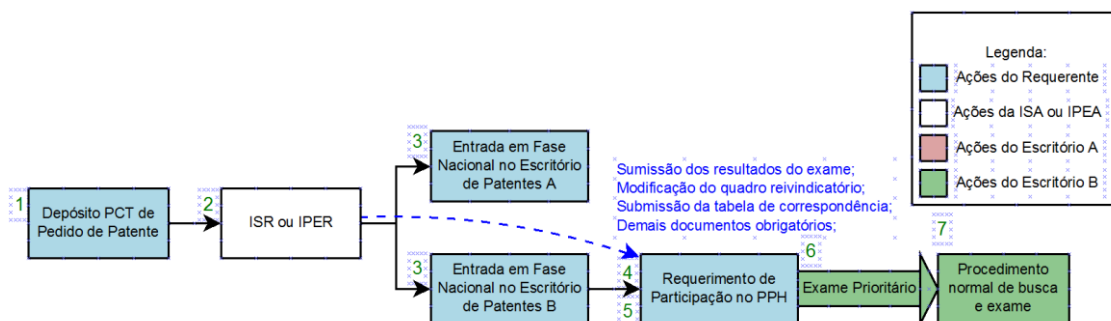 Legenda:
Ações do Requerente
Ações da ISA ou IPEA
Ações do Escritório A
Ações do Escritório B
1
Depósito PCT de
Pedido de Patente
2
ISR ou IPER
3
Entrada em Fase
Nacional no Escritório
de Patentes A
3
Entrada em Fase
Nacional no Escritório
de Patentes B
Sumissão dos resultados do exame;
Modificação do quadro reivindicatório;
Submissão da tabela de correspondência;
Demais documentos obrigatórios;
4
5
Requerimento de
Participação no PPH
6
Exame Prioritário
7
Procedimento
normal de busca
e exame